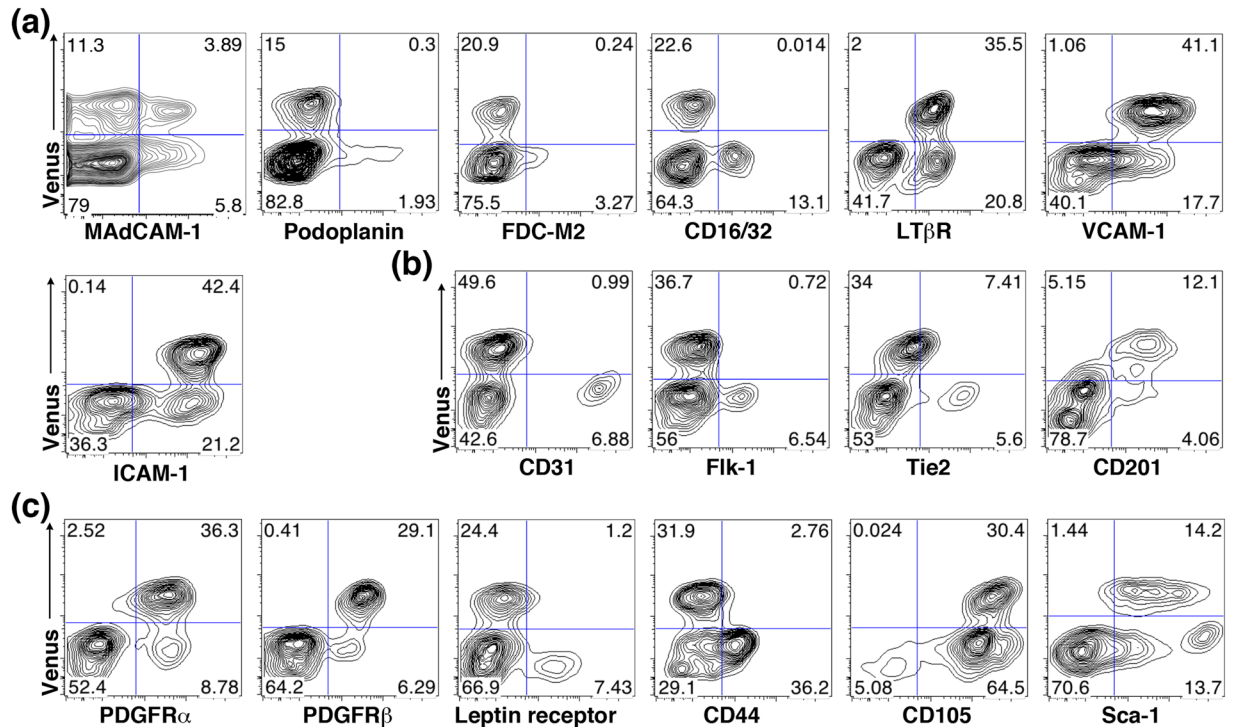 (a)
11.3 3.89 15 0.3 20.9 0.24 22.6 0.014 2 35.5 1.06 41.1
Venus
79 5.8 82.8 1.93 75.5 3.27 64.3 13.1 41.7 20.8 40.1 17.7
MAdCAM-1 Podoplanin FDC-M2 CD16/32 LTβR VCAM-1
(b)
0.14 42.4 49.6 0.99 36.7 0.72 34 7.41 5.15 12.1
Venus Venus
36.3 21.2 42.6 6.88 56 6.54 53 5.6 78.7 4.06
ICAM-1 CD31 Flk-1 Tie2 CD201
(c)
2.52 36.3 0.41 29.1 24.4 1.2 31.9 2.76 0.024 30.4 1.44 14.2
Venus
52.4 8.78 64.2 6.29 66.9 7.43 29.1 36.2 5.08 64.5 70.6 13.7
PDGFRα PDGFRβ Leptin receptor CD44 CD105 Sca-1